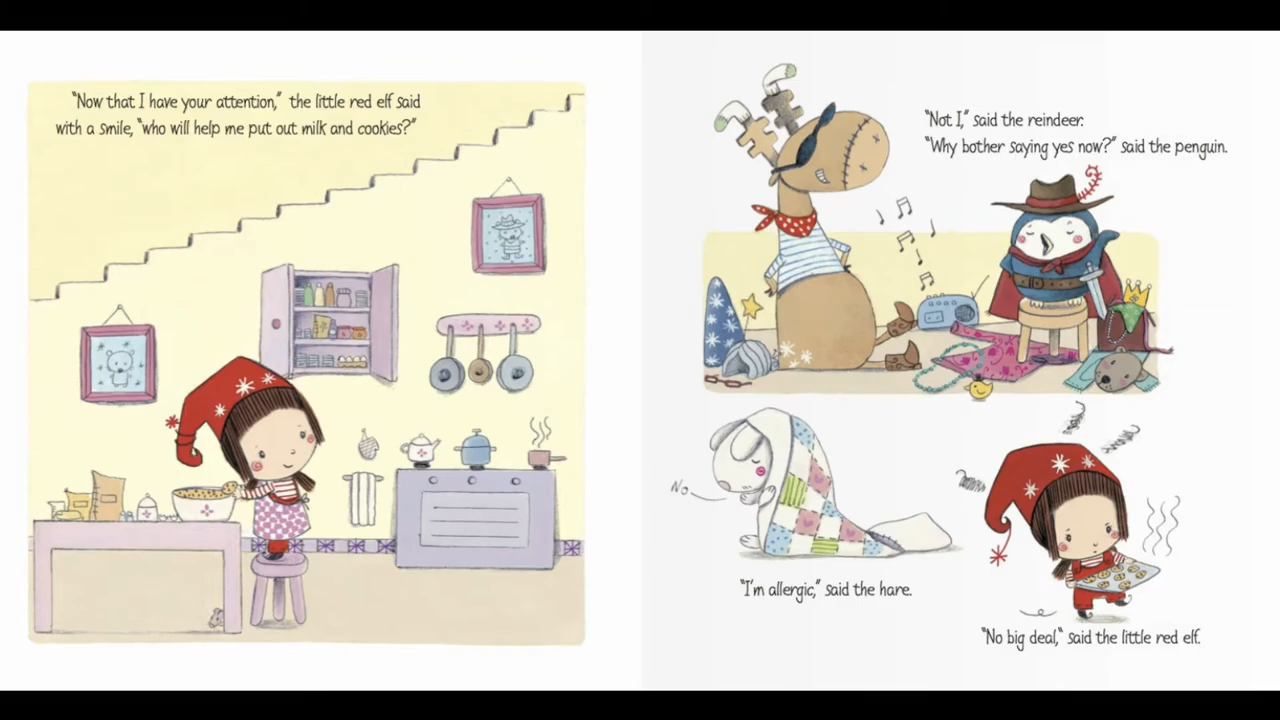 "Now that I have your attention," the little red elf said
with a smile, "who will help me put out milk and cookies?"
"Not I," said the reindeer.
"Why bother saying yes now?" said the penguin.
No
"I'm allergic," said the hare.
"No big deal," said the little red elf.